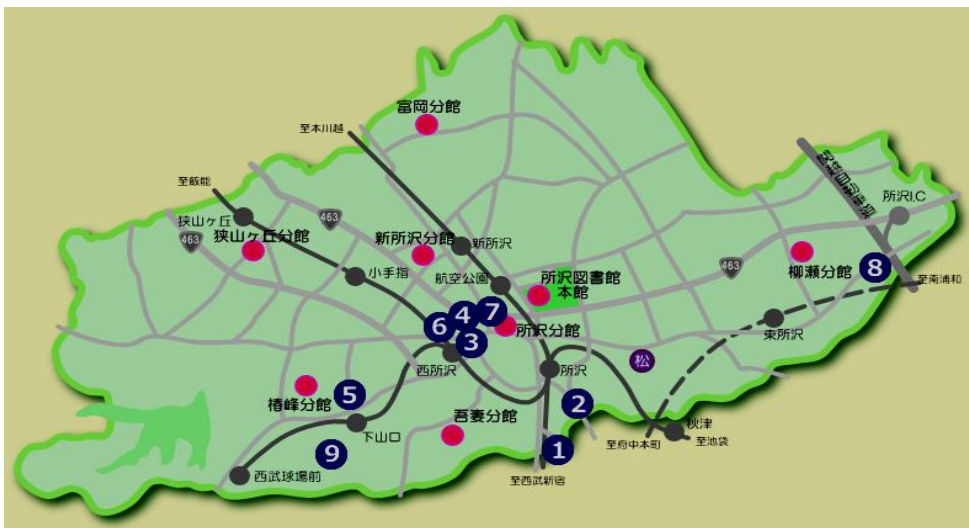 富岡分館
至本川越
至飯能
所沢I.C
狭山ヶ丘
463
463
狭山ヶ丘分館
新所沢分館
新所沢
463
柳瀬分館
8
小手指
航空公園
所沢図書館
本館
至南浦和
6
4
7
所沢分館
東所沢
3
西所沢
松
所沢
椿峰分館
5
2
下山口
吾妻分館
秋津
至府中本町
至池袋
9
1
西武球場前
至西武新宿